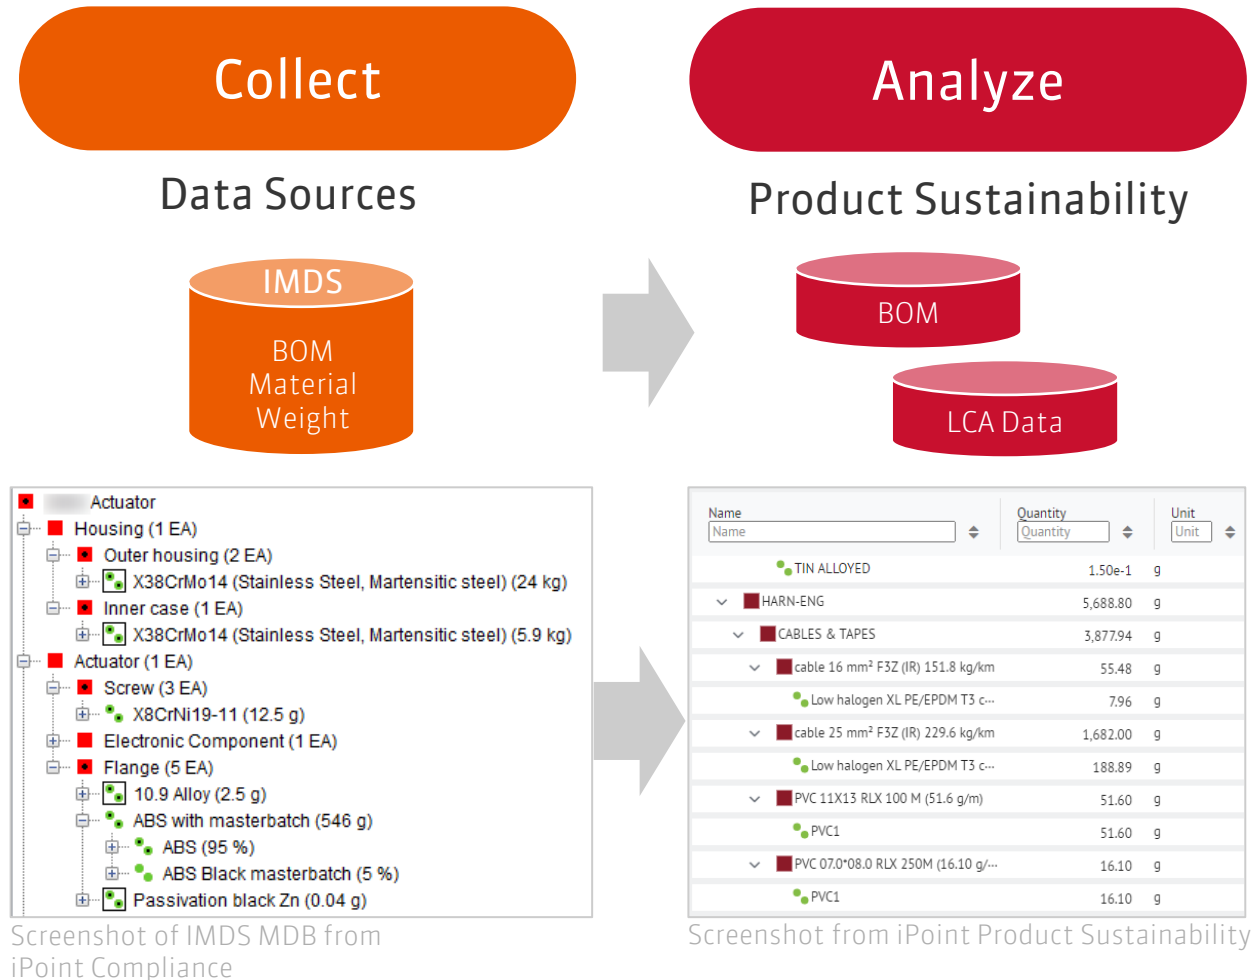 Collect
Analyze
Data Sources
Product Sustainability
IMDS
BOM
Material
Weight
BOM
LCA Data
Actuator
Housing (1 EA)
Outer housing (2 EA)
X38CrMo14 (Stainless Steel, Martensitic steel) (24 kg)
Inner case (1 EA)
X38CrMo14 (Stainless Steel, Martensitic steel) (5.9 kg)
Actuator (1 EA)
Screw (3 EA)
X8CrNi19-11 (12.5 g)
Electronic Component (1 EA)
Flange (5 EA)
10.9 Alloy (2.5 g)
ABS with masterbatch (546 g)
ABS (95 %)
ABS Black masterbatch (5 %)
Passivation black Zn (0.04 g)
Screenshot of IMDS MDB from
iPoint Compliance
Name Quantity Unit
Name Quantity Unit
TIN ALLOYED 1.50e-1 g
HARN-ENG 5,688.80 g
CABLES & TAPES 3,877.94 g
cable 16 mm² F3Z (IR) 151.8 kg/km 55.48 g
Low halogen XL PE/EPDM T3 c··· 7.96 g
cable 25 mm² F3Z (IR) 229.6 kg/km 1,682.00 g
Low halogen XL PE/EPDM T3 c··· 188.89 g
PVC 11X13 RLX 100 M (51.6 g/m) 51.60 g
PVC1 51.60 g
PVC 07.0*08.0 RLX 250M (16.10 g/··· 16.10 g
PVC1 16.10 g
Screenshot from iPoint Product Sustainability